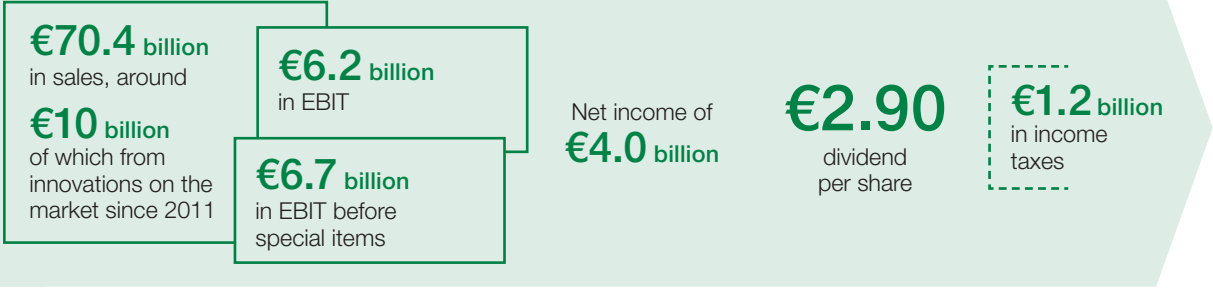 €70.4 billion
in sales, around
€10 billion
of which from
innovations on the
market since 2011
€6.2 billion
in EBIT
€6.7 billion
in EBIT before
special items
Net income of
€4.0 billion
€2.90
dividend
per share
€1.2 billion
in income
taxes